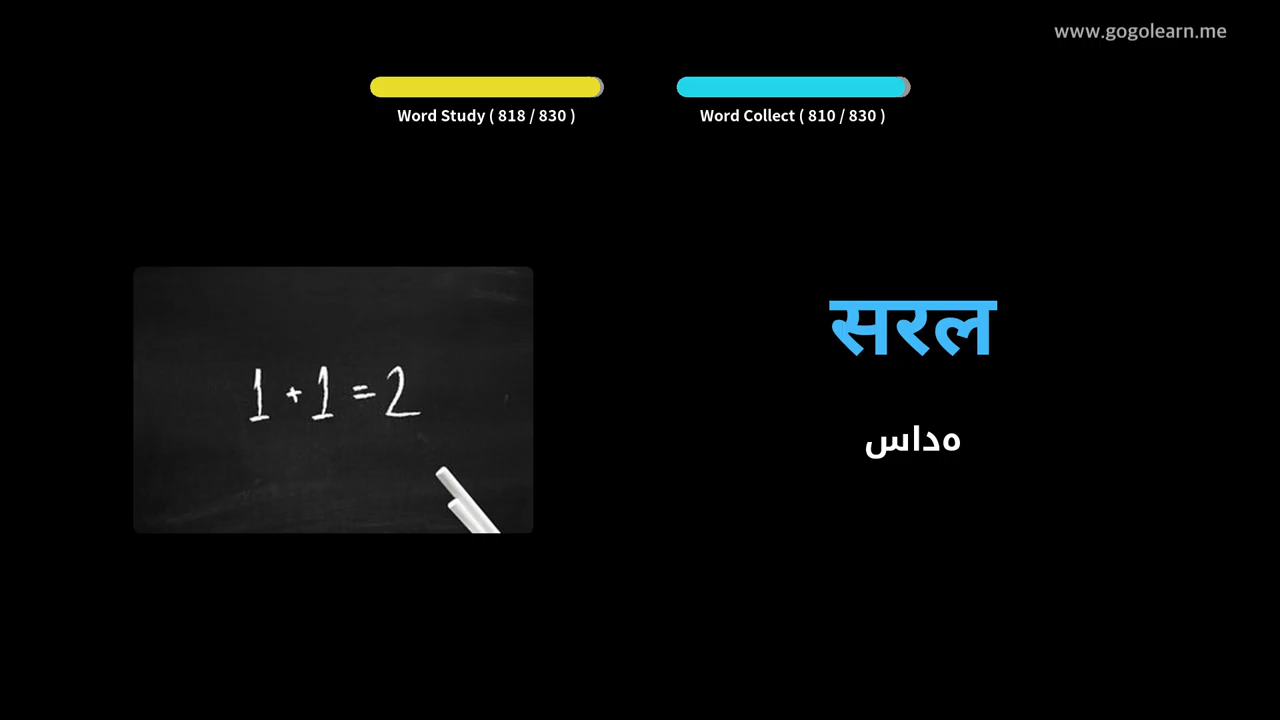 www.gogolearn.me
Word Study ( 818 / 830 )
Word Collect ( 810 / 830 )
सरल
ساده
1 + 1 = 2